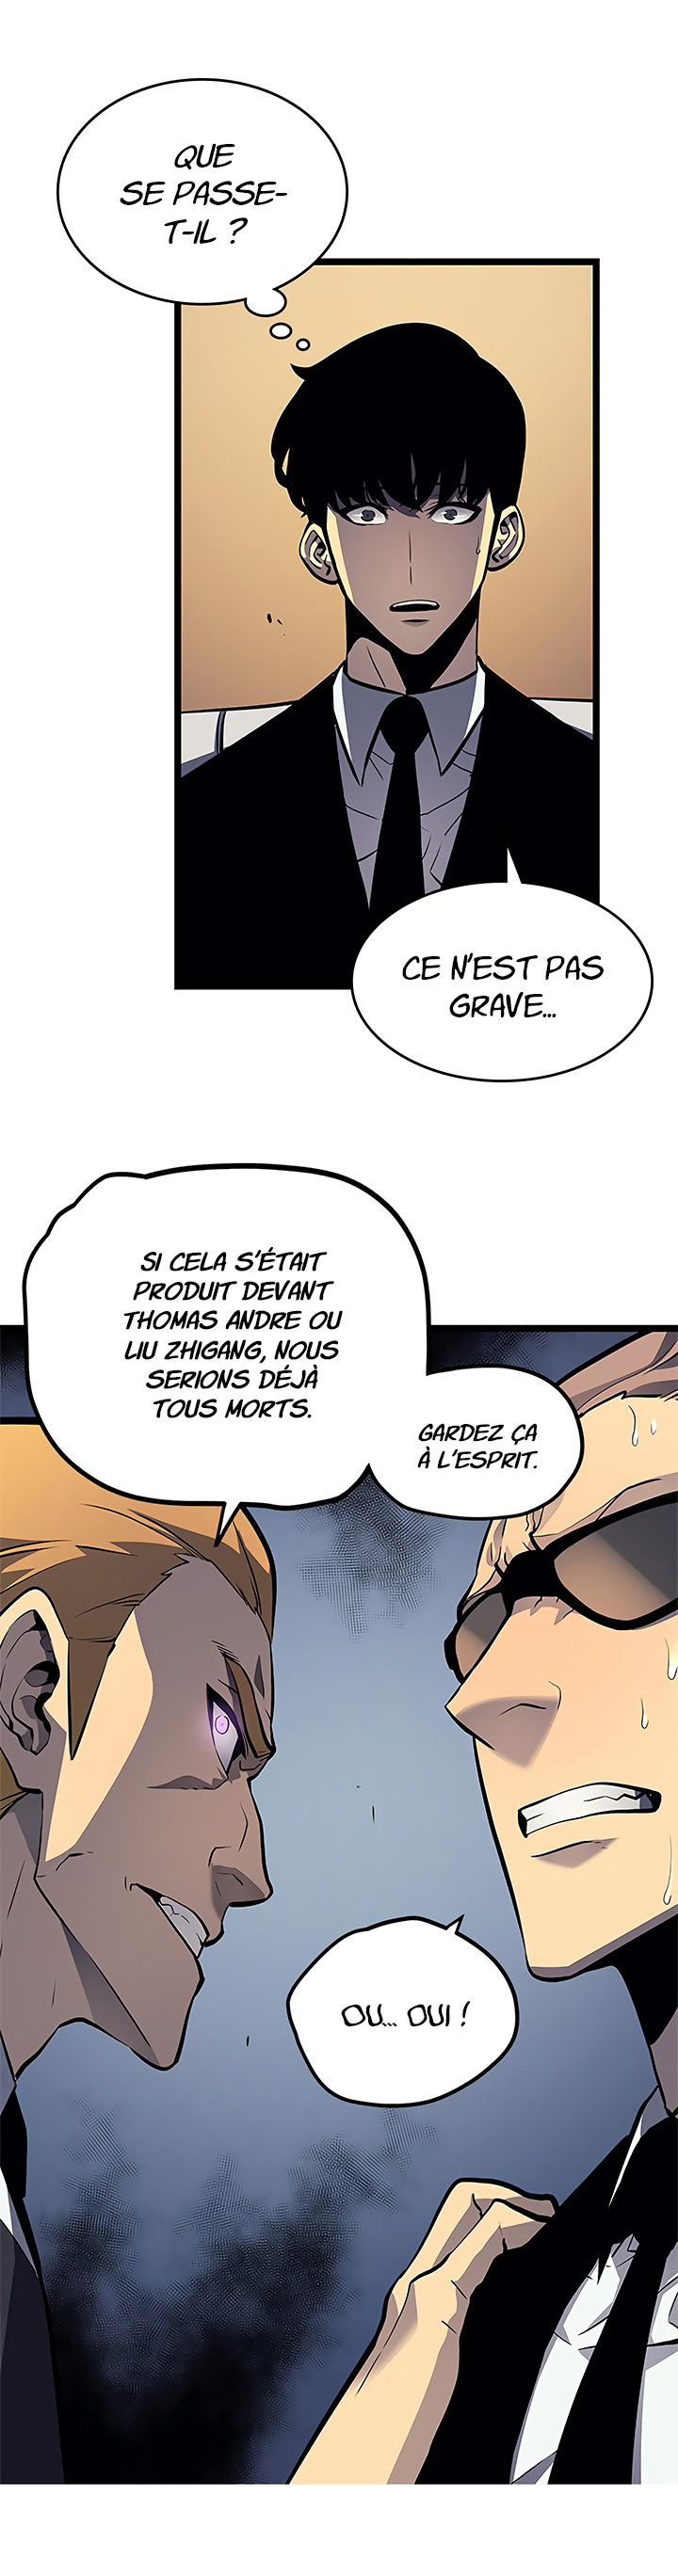 QUE
SE PASSE-
T-IL ?
CE N'EST PAS
GRAVE...
SI CELA S'ÉTAIT
PRODUIT DEVANT
THOMAS ANDRE OU
LIU ZHIGANG, NOUS
SERIONS DÉJÀ
TOUS MORTS.
GARDEZ ÇA
À L'ESPRIT.
OU... OUI !